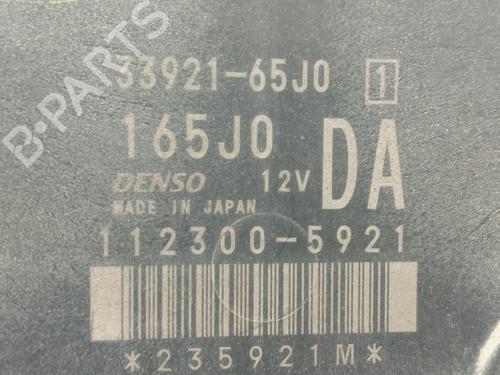 33921-65J0 1
165J0 DA
DENSO 12V
MADE IN JAPAN
112300-5921
*235921M*
B-PARTS